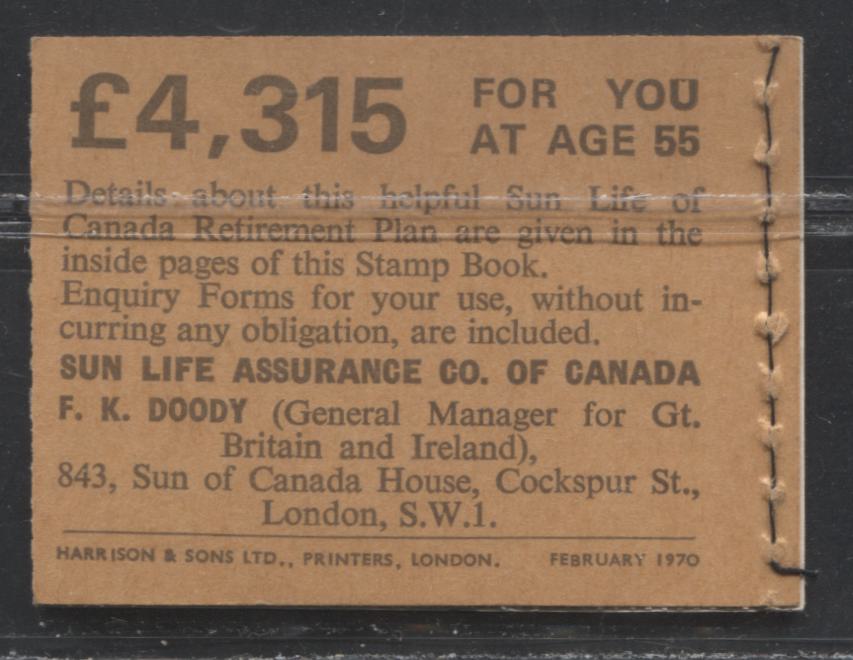 £4,315 FOR YOU
AT AGE 55
Details about this helpful Sun Life of
Canada Retirement Plan are given in the
inside pages of this Stamp Book.
Enquiry Forms for your use, without in-
curring any obligation, are included.
SUN LIFE ASSURANCE CO. OF CANADA
F. K. DOODY (General Manager for Gt.
Britain and Ireland),
843, Sun of Canada House, Cockspur St.,
London, S.W.1.
HARRISON & SONS LTD., PRINTERS, LONDON. FEBRUARY 1970